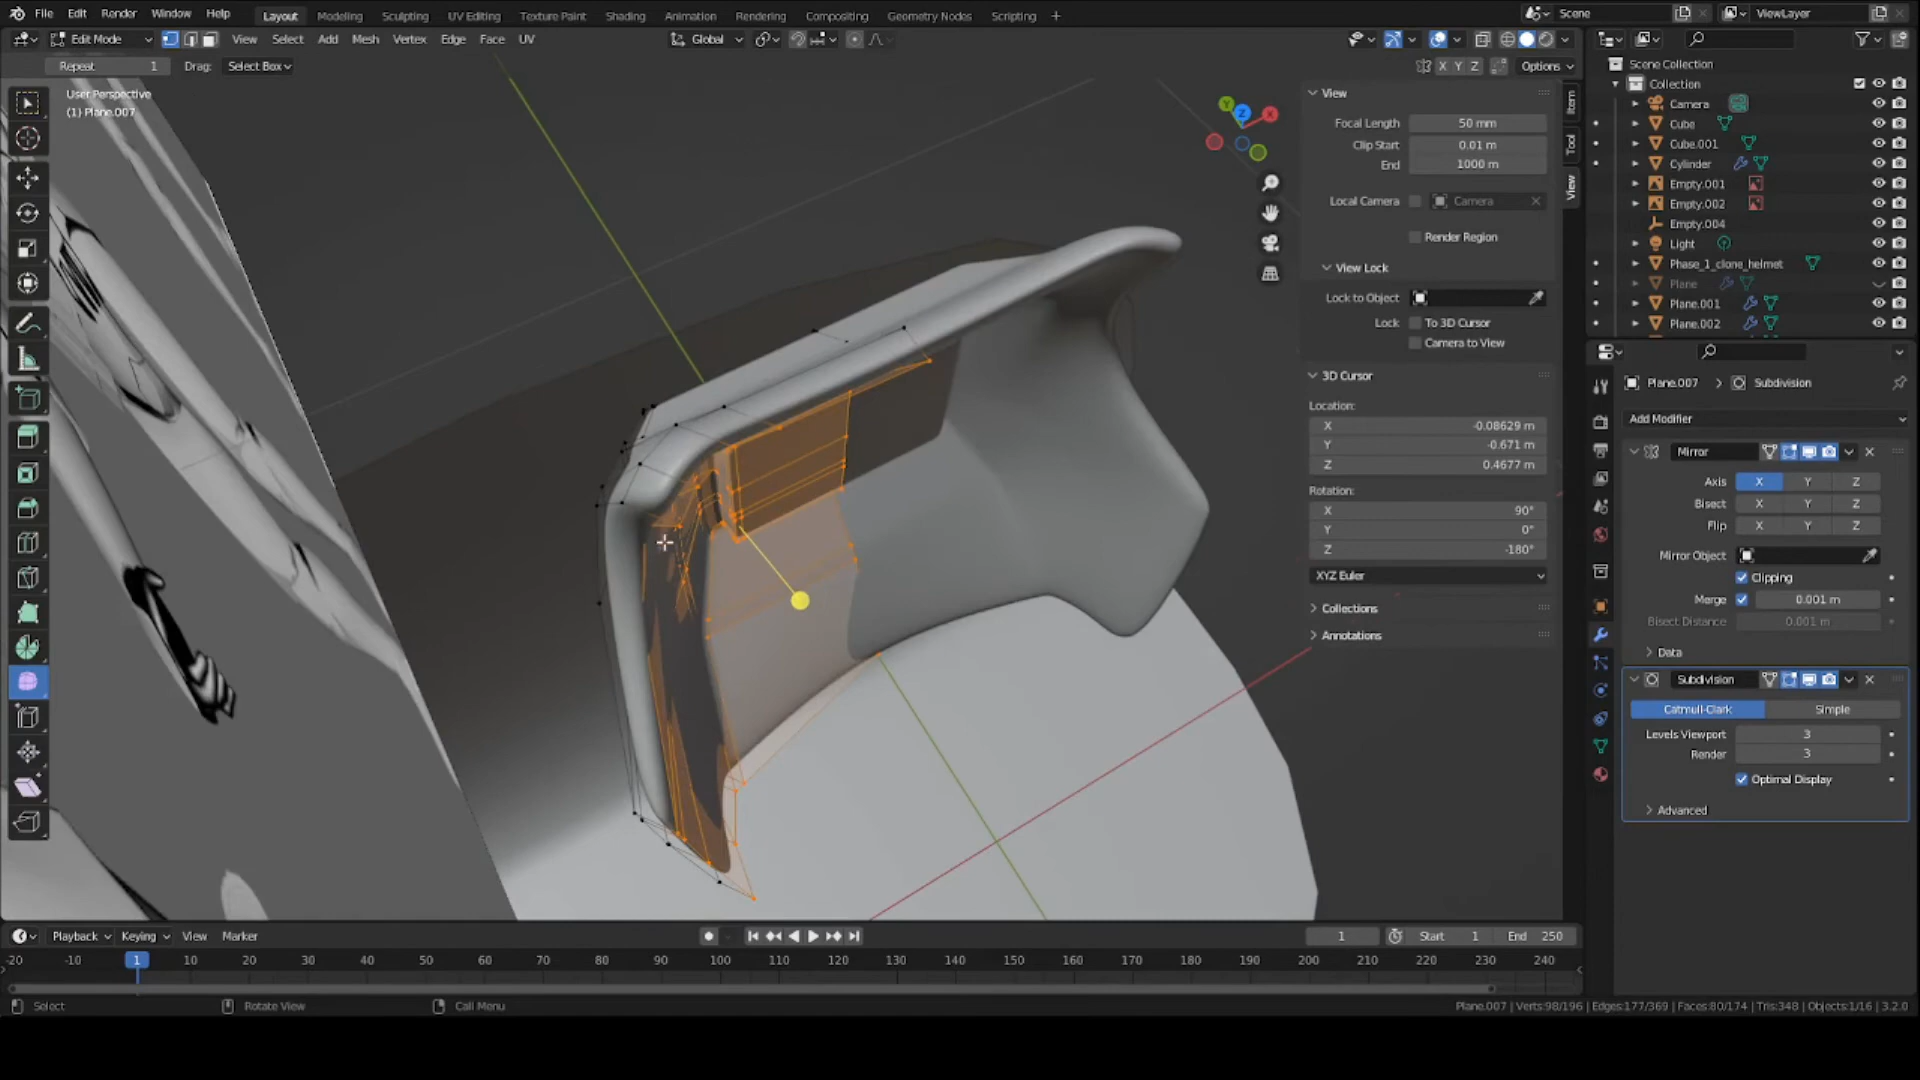 File Edit Render Window Help Layout Modeling Sculpting UV Editing Texture Paint Shading Animation Rendering Compositing Geometry Nodes Scripting + Scene ViewLayer
Edit Mode View Select Add Mesh Vertex Edge Face UV Global
Repeat 1 Drag: Select Box X Y Z Options
User Perspective
(1) Plane.007
Y Z X
View
Focal Length 50 mm
Clip Start 0.01 m
End 1000 m
Local Camera Camera
Render Region
View Lock
Lock to Object
Lock To 3D Cursor
Camera to View
3D Cursor
Location:
X -0.08629 m
Y -0.671 m
Z 0.4677 m
Rotation:
X 90°
Y 0°
Z -180°
XYZ Euler
Collections
Annotations
Item
Tool
View
Scene Collection
Collection
Camera
Cube
Cube.001
Cylinder
Empty.001
Empty.002
Empty.004
Light
Phase_1_clone_helmet
Plane
Plane.001
Plane.002
Plane.007 > Subdivision
Add Modifier
Mirror
Axis X Y Z
Bisect X Y Z
Flip X Y Z
Mirror Object
Clipping
Merge 0.001 m
Bisect Distance 0.001 m
Data
Subdivision
Catmull-Clark Simple
Levels Viewport 3
Render 3
Optimal Display
Advanced
Playback Keying View Marker 1 Start 1 End 250
-20 -10 1 10 20 30 40 50 60 70 80 90 100 110 120 130 140 150 160 170 180 190 200 210 220 230 240
Select Rotate View Call Menu Plane.007 | Verts:98/196 | Edges:177/369 | Faces:80/174 | Tris:348 | Objects:1/16 | 3.2.0